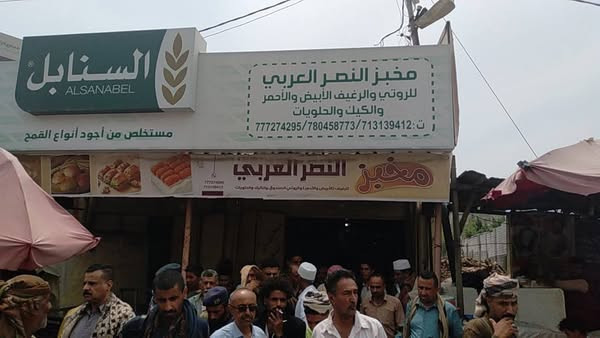 السنابل
ALSANABEL
مستخلص من أجود أنواع القمح
مخبز النصر العربي
للروتي والرغيف الأبيض والأحمر
والكيك والحلويات
ت: 713139412/780458773/777274295
مخبز النصر العربي